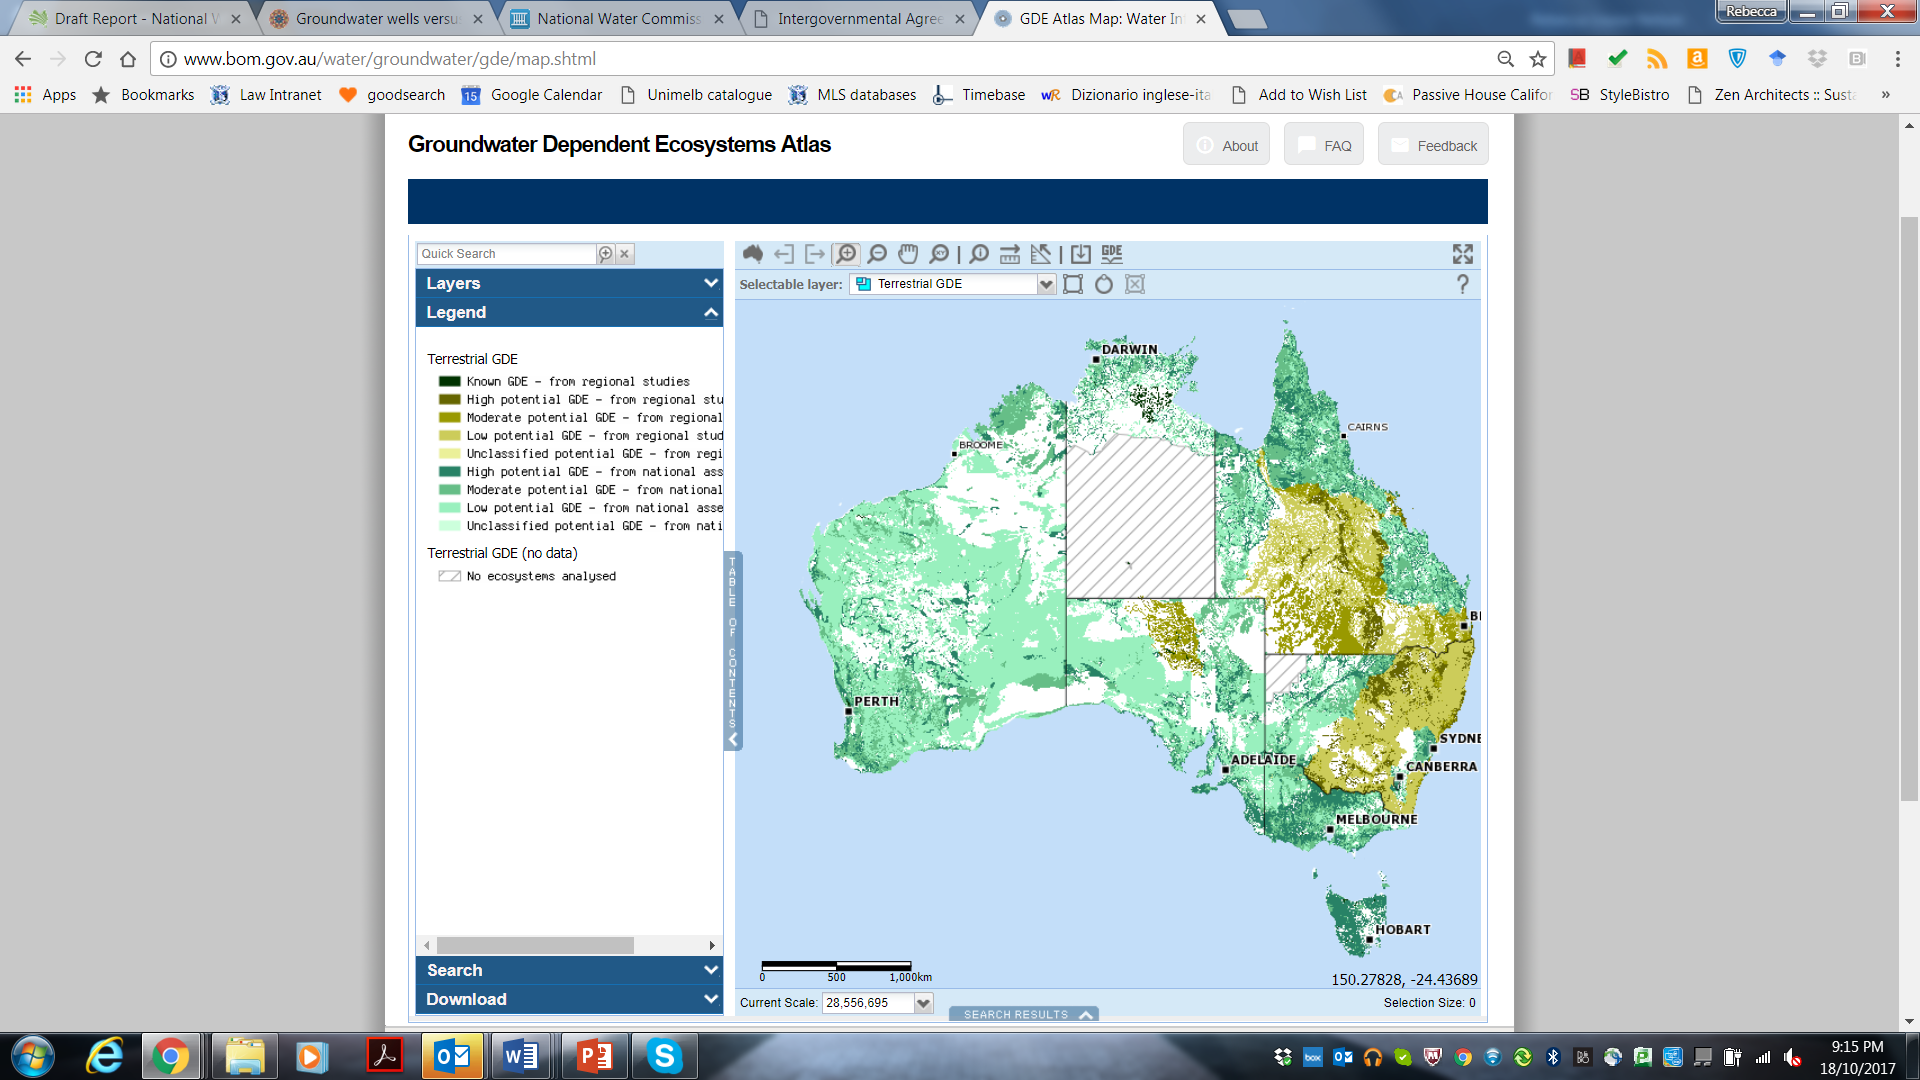 Draft Report - National W
Groundwater wells versu
National Water Commiss
Intergovernmental Agree
GDE Atlas Map: Water In
Rebecca
www.bom.gov.au/water/groundwater/gde/map.shtml
Apps
Bookmarks
Law Intranet
goodsearch
15
Google Calendar
Unimelb catalogue
MLS databases
Timebase
WR
Dizionario inglese-ita
Add to Wish List
CA
Passive House Califor
SB
StyleBistro
Zen Architects :: Susta
»
Groundwater Dependent Ecosystems Atlas
About
FAQ
Feedback
Quick Search
GDE
Layers
Selectable layer:
Terrestrial GDE
?
Legend
Terrestrial GDE
Known GDE - from regional studies
High potential GDE - from regional stu
Moderate potential GDE - from regional
Low potential GDE - from regional stud
Unclassified potential GDE - from regi
High potential GDE - from national ass
Moderate potential GDE - from national
Low potential GDE - from national asse
Unclassified potential GDE - from nati
Terrestrial GDE (no data)
No ecosystems analysed
TABLE OF CONTENTS
DARWIN
CAIRNS
BROOME
BI
PERTH
SYDNE
ADELAIDE
CANBERRA
MELBOURNE
HOBART
Search
Download
0
500
1,000km
150.27828, -24.43689
Current Scale:
28,556,695
Selection Size: 0
SEARCH RESULTS
9:15 PM
18/10/2017